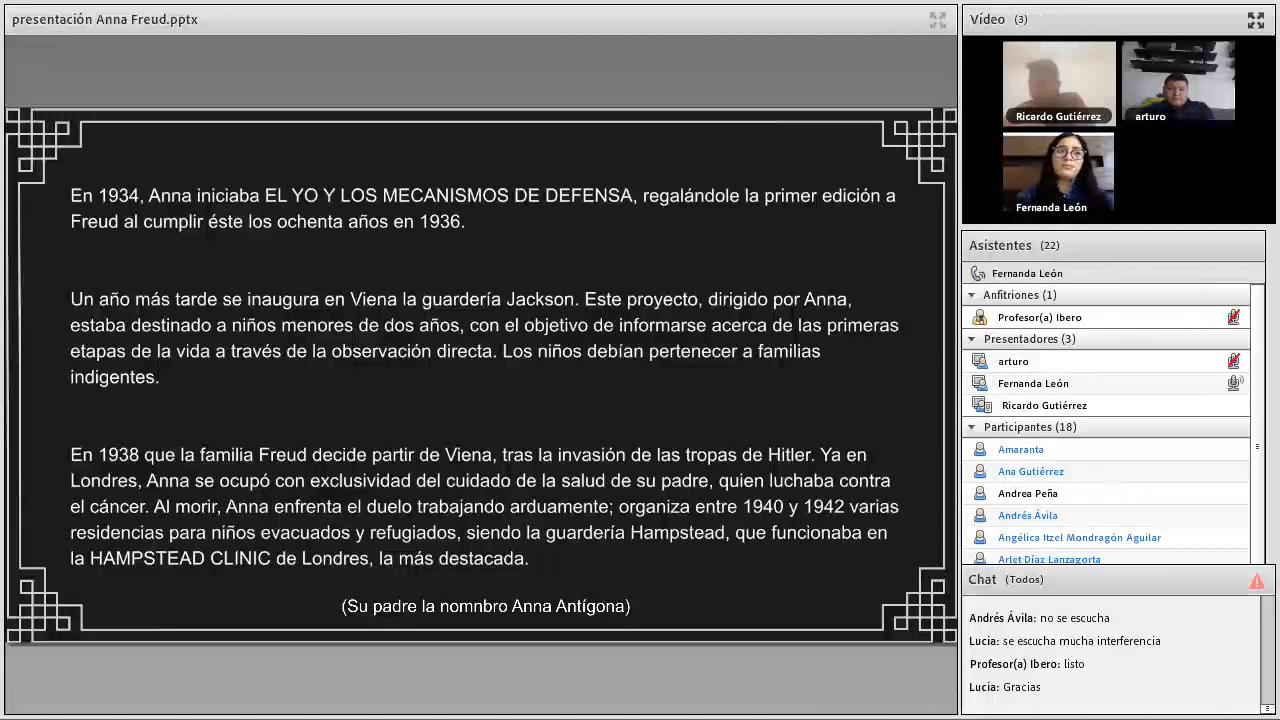 presentación Anna Freud.pptx
En 1934, Anna iniciaba EL YO Y LOS MECANISMOS DE DEFENSA, regalándole la primer edición a
Freud al cumplir éste los ochenta años en 1936.
Un año más tarde se inaugura en Viena la guardería Jackson. Este proyecto, dirigido por Anna,
estaba destinado a niños menores de dos años, con el objetivo de informarse acerca de las primeras
etapas de la vida a través de la observación directa. Los niños debían pertenecer a familias
indigentes.
En 1938 que la familia Freud decide partir de Viena, tras la invasión de las tropas de Hitler. Ya en
Londres, Anna se ocupó con exclusividad del cuidado de la salud de su padre, quien luchaba contra
el cáncer. Al morir, Anna enfrenta el duelo trabajando arduamente; organiza entre 1940 y 1942 varias
residencias para niños evacuados y refugiados, siendo la guardería Hampstead, que funcionaba en
la HAMPSTEAD CLINIC de Londres, la más destacada.
(Su padre la nomnbro Anna Antígona)
Vídeo (3)
Ricardo Gutiérrez
arturo
Fernanda León
Asistentes (22)
Fernanda León
Anfitriones (1)
Profesor(a) Ibero
Presentadores (3)
arturo
Fernanda León
Ricardo Gutiérrez
Participantes (18)
Amaranta
Ana Gutiérrez
Andrea Peña
Andrés Ávila
Angélica Itzel Mondragón Aguilar
Arlet Díaz Lanzagorta
Chat (Todos)
Andrés Ávila: no se escucha
Lucia: se escucha mucha interferencia
Profesor(a) Ibero: listo
Lucia: Gracias